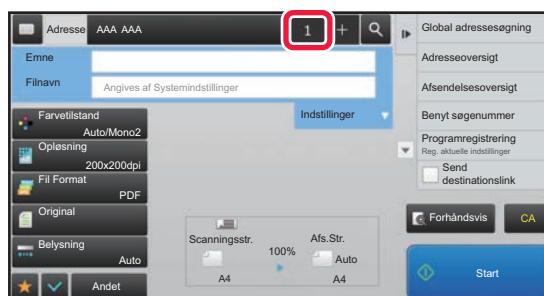 Adresse AAA AAA 1 +
Emne
Filnavn Angives af Systemindstillinger
Indstillinger
Farvetilstand
Auto/Mono2
Opløsning
200x200dpi
Fil Format
PDF
Original
Belysning
Auto
Andet
Scanningsstr.
A4
100%
Afs.Str.
Auto
A4
Global adressesøgning
Adresseoversigt
Afsendelsesoversigt
Benyt søgenummer
Programregistrering
Reg. aktuelle indstillinger
Send
destinationslink
Forhåndsvis CA
Start